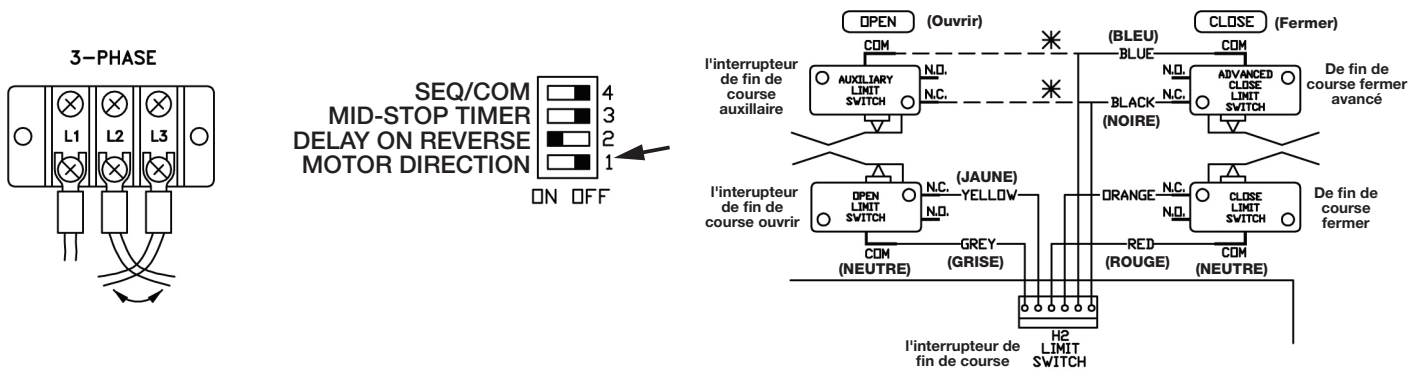 3-PHASE
L1 L2 L3
SEQ/COM 4
MID-STOP TIMER 3
DELAY ON REVERSE 2
MOTOR DIRECTION 1
ON OFF
OPEN (Ouvrir)
CLOSE (Fermer)
COM
(BLEU)
BLUE
COM
l'interrupteur
de fin de
course
auxillaire
AUXILIARY
LIMIT
SWITCH
N.O.
N.C.
BLACK
(NOIRE)
N.O.
N.C.
ADVANCED
CLOSE
LIMIT
SWITCH
De fin de
course fermer
avancé
l'interrupteur
de fin de
course ouvrir
OPEN
LIMIT
SWITCH
N.C.
N.O.
(JAUNE)
YELLOW
ORANGE
N.C.
N.O.
CLOSE
LIMIT
SWITCH
De fin de
course
fermer
COM
(NEUTRE)
GREY
(GRISE)
RED
(ROUGE)
COM
(NEUTRE)
l'interrupteur de
fin de course
H2
LIMIT
SWITCH